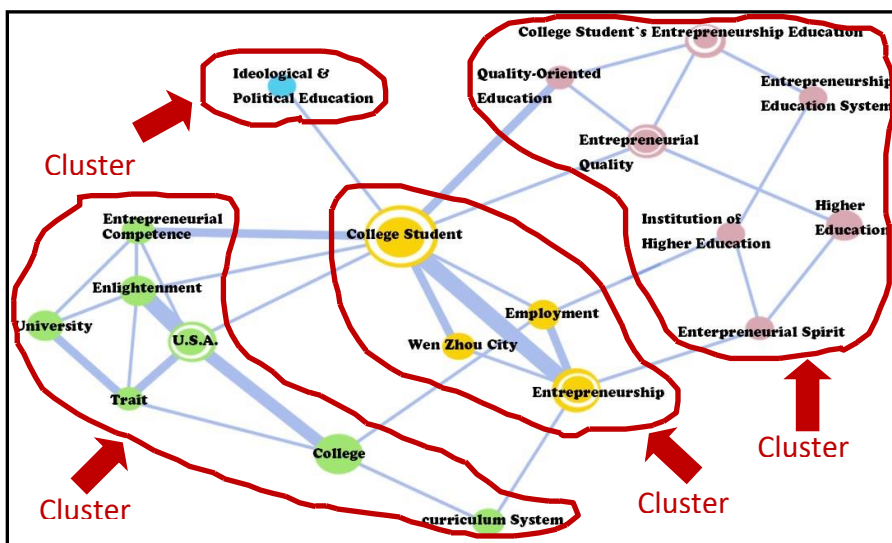 College Student`s Entrepreneurship Education
Ideological &
Political Education
Quality-Oriented
Education
Entrepreneurship
Education System
Cluster
Entrepreneurial
Quality
Entrepreneurial
Competence
College Student
Institution of
Higher Education
Higher
Education
Enlightenment
University
U.S.A.
Employment
Wen Zhou City
Enterpreneurial Spirit
Trait
Entrepreneurship
College
Cluster
Cluster
Cluster
curriculum System